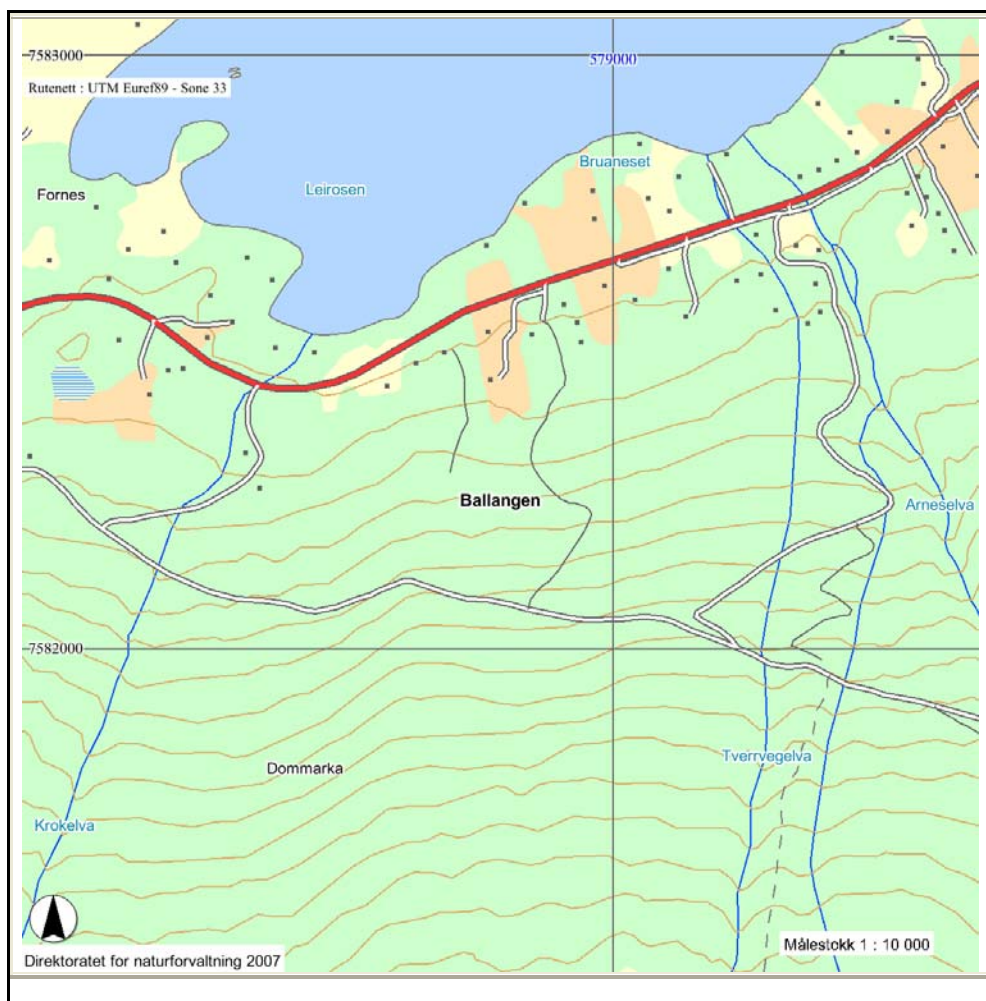 7583000
579000
Rutenett : UTM Euref89 - Sone 33
Bruaneset
Leirosen
Fornes
Ballangen
Arneselva
7582000
Tverrvegelva
Dommarka
Krokelva
Målestokk 1 : 10 000
Direktoratet for naturforvaltning 2007